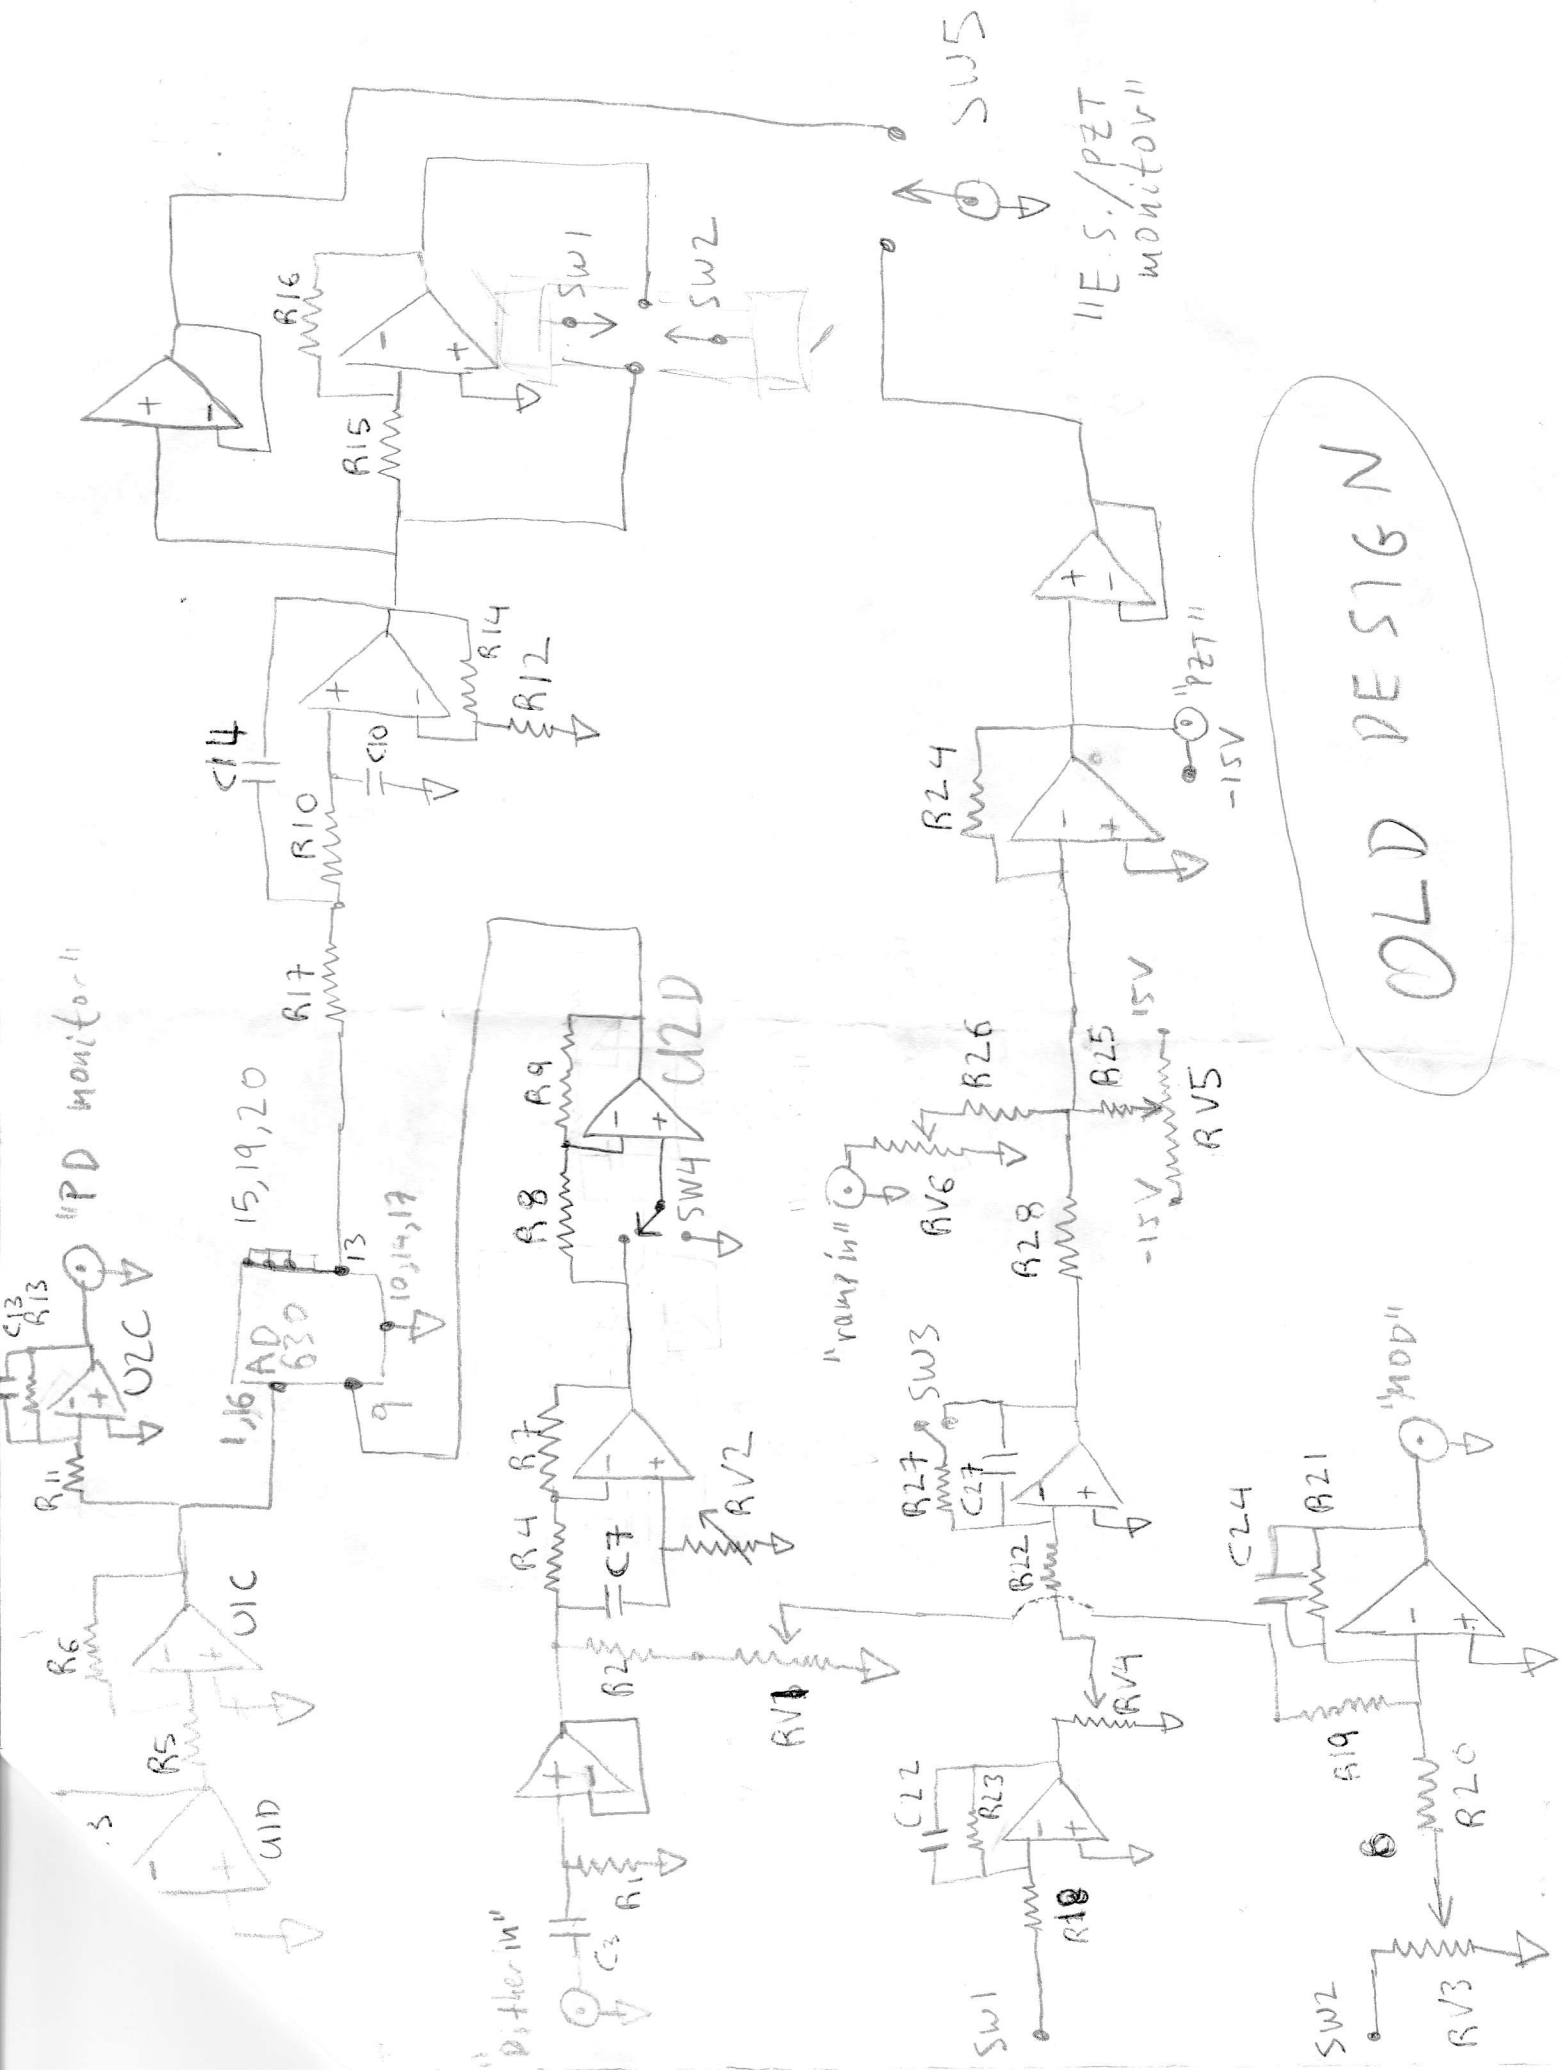 C13
R13
"PD monitor"
R11
U2C
R6
U1C
R5
3
U1D
1,16
AD
630
15,19,20
13
9
10,14,17
R17
C14
R10
C10
R14
R12
R15
R16
SW1
SW2
SW5
"E.S./PZT
monitor"
"Dither in"
C3
R1
R2
RV1
R4
R7
C7
RV2
R8
R9
SW4
U2D
SW1
R18
C22
R23
RV4
R22
R27
C27
SW3
R28
"ramp in"
RV6
R26
R25
-15V
15V
RV5
R24
"PZT"
-15V
SW2
RV3
R20
R19
C24
R21
"MOD"
OLD DESIGN
+
-